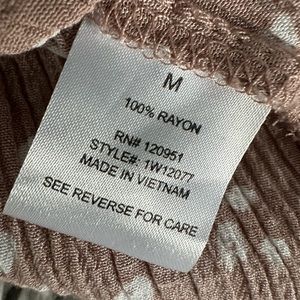 M
100% RAYON
RN# 120951
STYLE#: 1W12077
MADE IN VIETNAM
SEE REVERSE FOR CARE